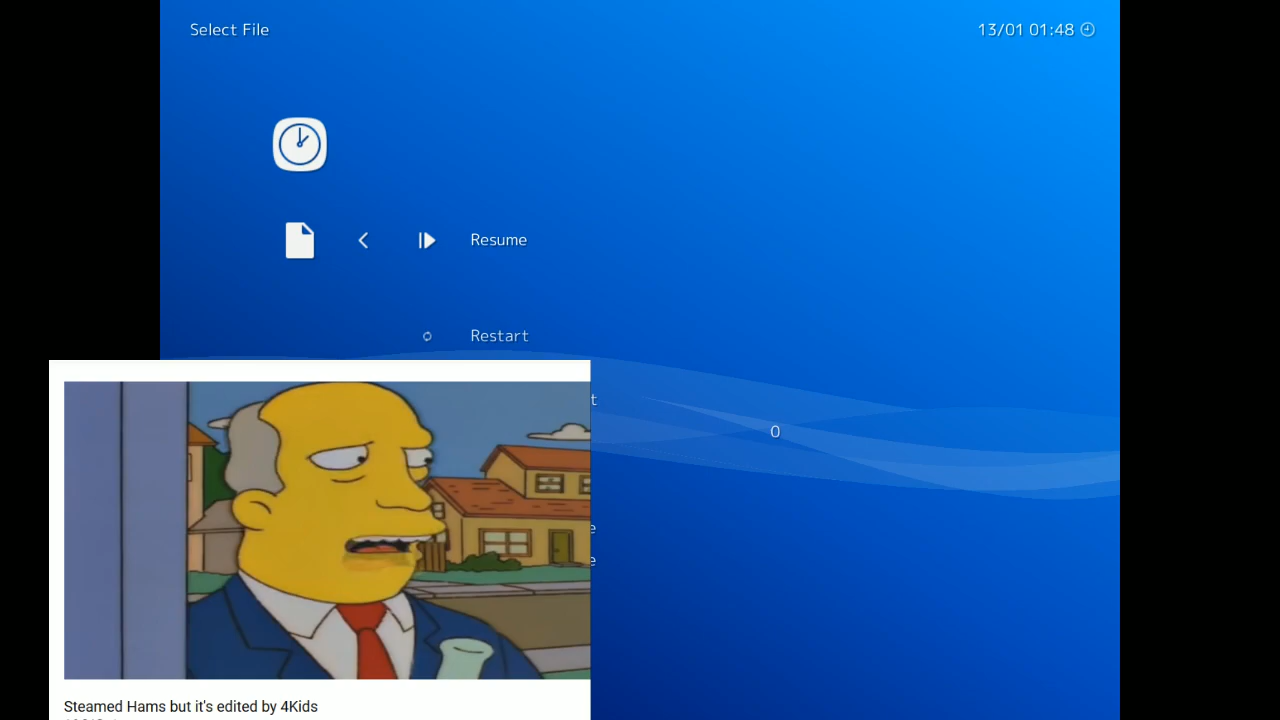 Select File
13/01 01:48
Resume
Restart
t
0
e
e
Steamed Hams but it's edited by 4Kids